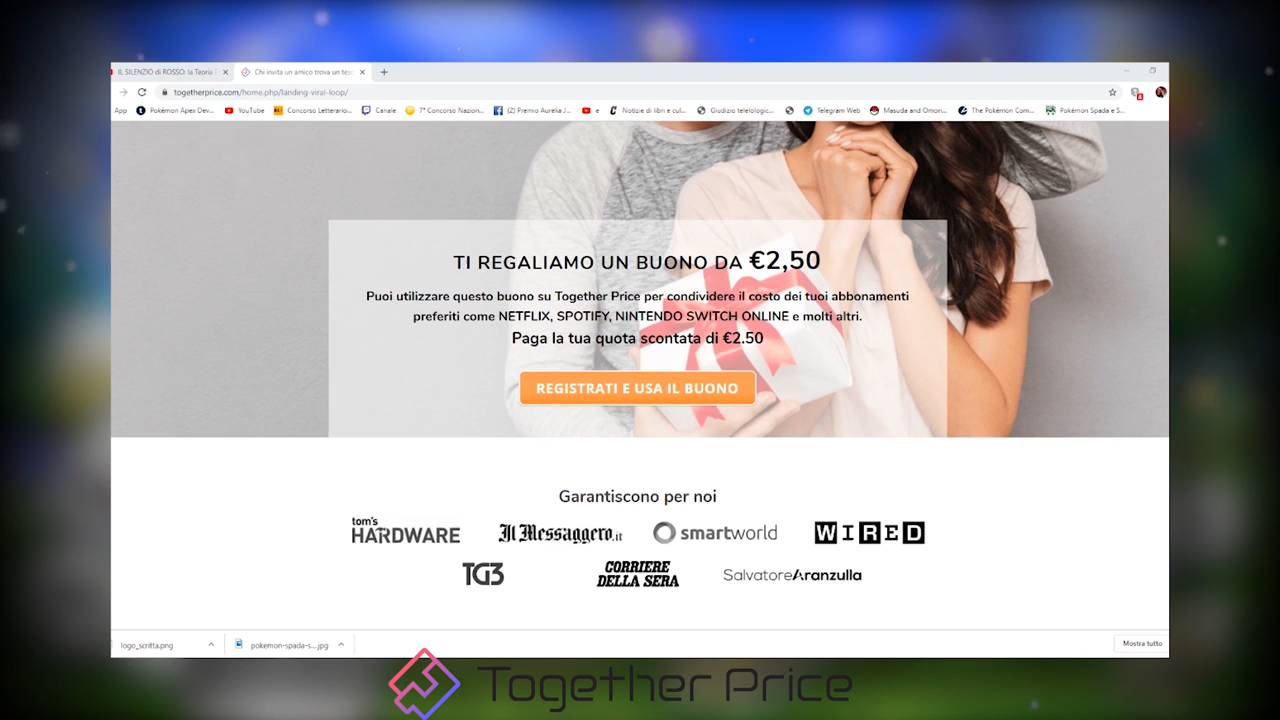 IL SILENZIO di ROSSO: la Teoria
Chi invita un amico trova un teso
togetherprice.com/home.php/landing-viral-loop/
App Pokémon Apex Dev... YouTube Concorso Letterario... Canale 7° Concorso Nazion... (2) Premio Aurelia J... e Notizie di libri e cul... Giudizio teleologic... Telegram Web Masuda and Omori... The Pokémon Com... Pokémon Spada e S...
TI REGALIAMO UN BUONO DA €2,50
Puoi utilizzare questo buono su Together Price per condividere il costo dei tuoi abbonamenti
preferiti come NETFLIX, SPOTIFY, NINTENDO SWITCH ONLINE e molti altri.
Paga la tua quota scontata di €2.50
REGISTRATI E USA IL BUONO
Garantiscono per noi
tom's HARDWARE Il Messaggero.it smartworld WIRED
TG3 CORRIERE DELLA SERA SalvatoreAranzulla
logo_scritta.png pokemon-spada-s....jpg Mostra tutto
Together Price